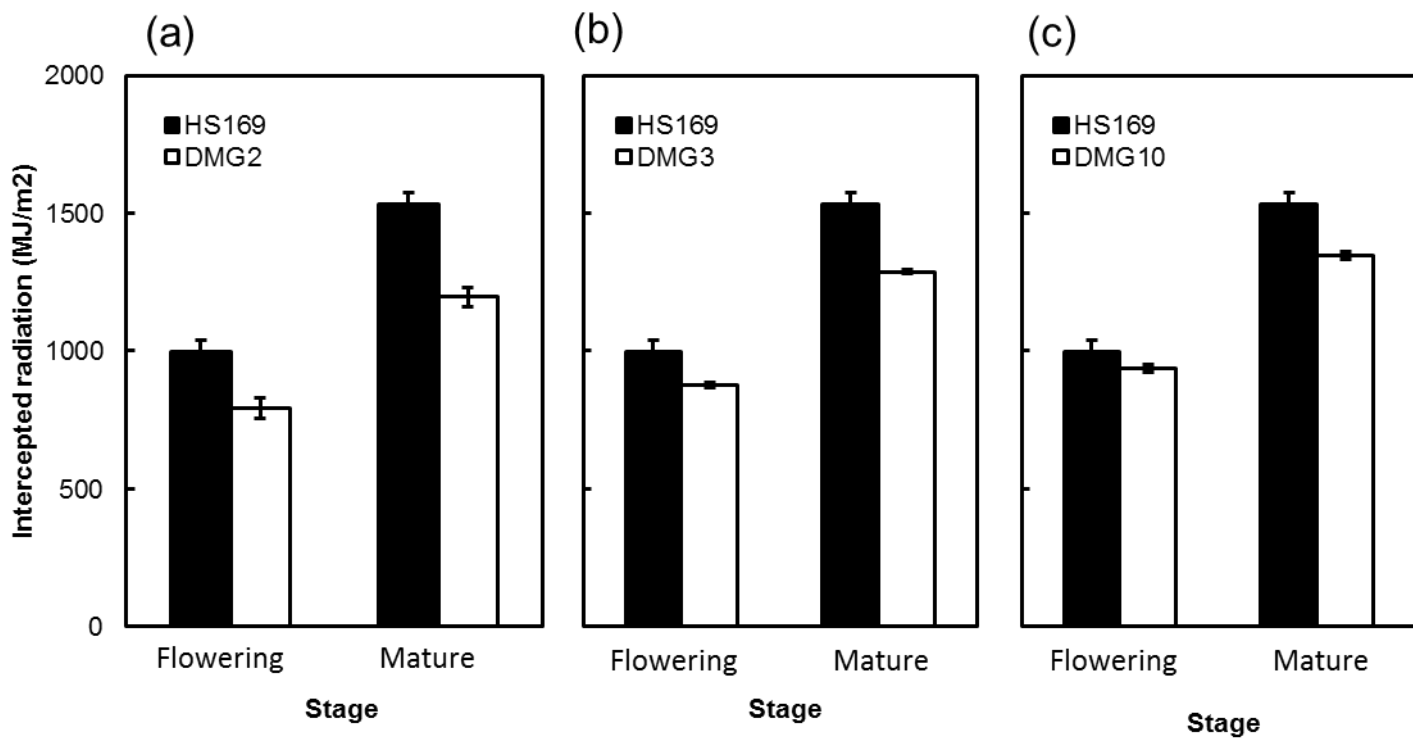 (a)
(b)
(c)
Intercepted radiation (MJ/m2)
2000
1500
1000
500
0
HS169
DMG2
Flowering
Mature
Stage
HS169
DMG3
Flowering
Mature
Stage
HS169
DMG10
Flowering
Mature
Stage